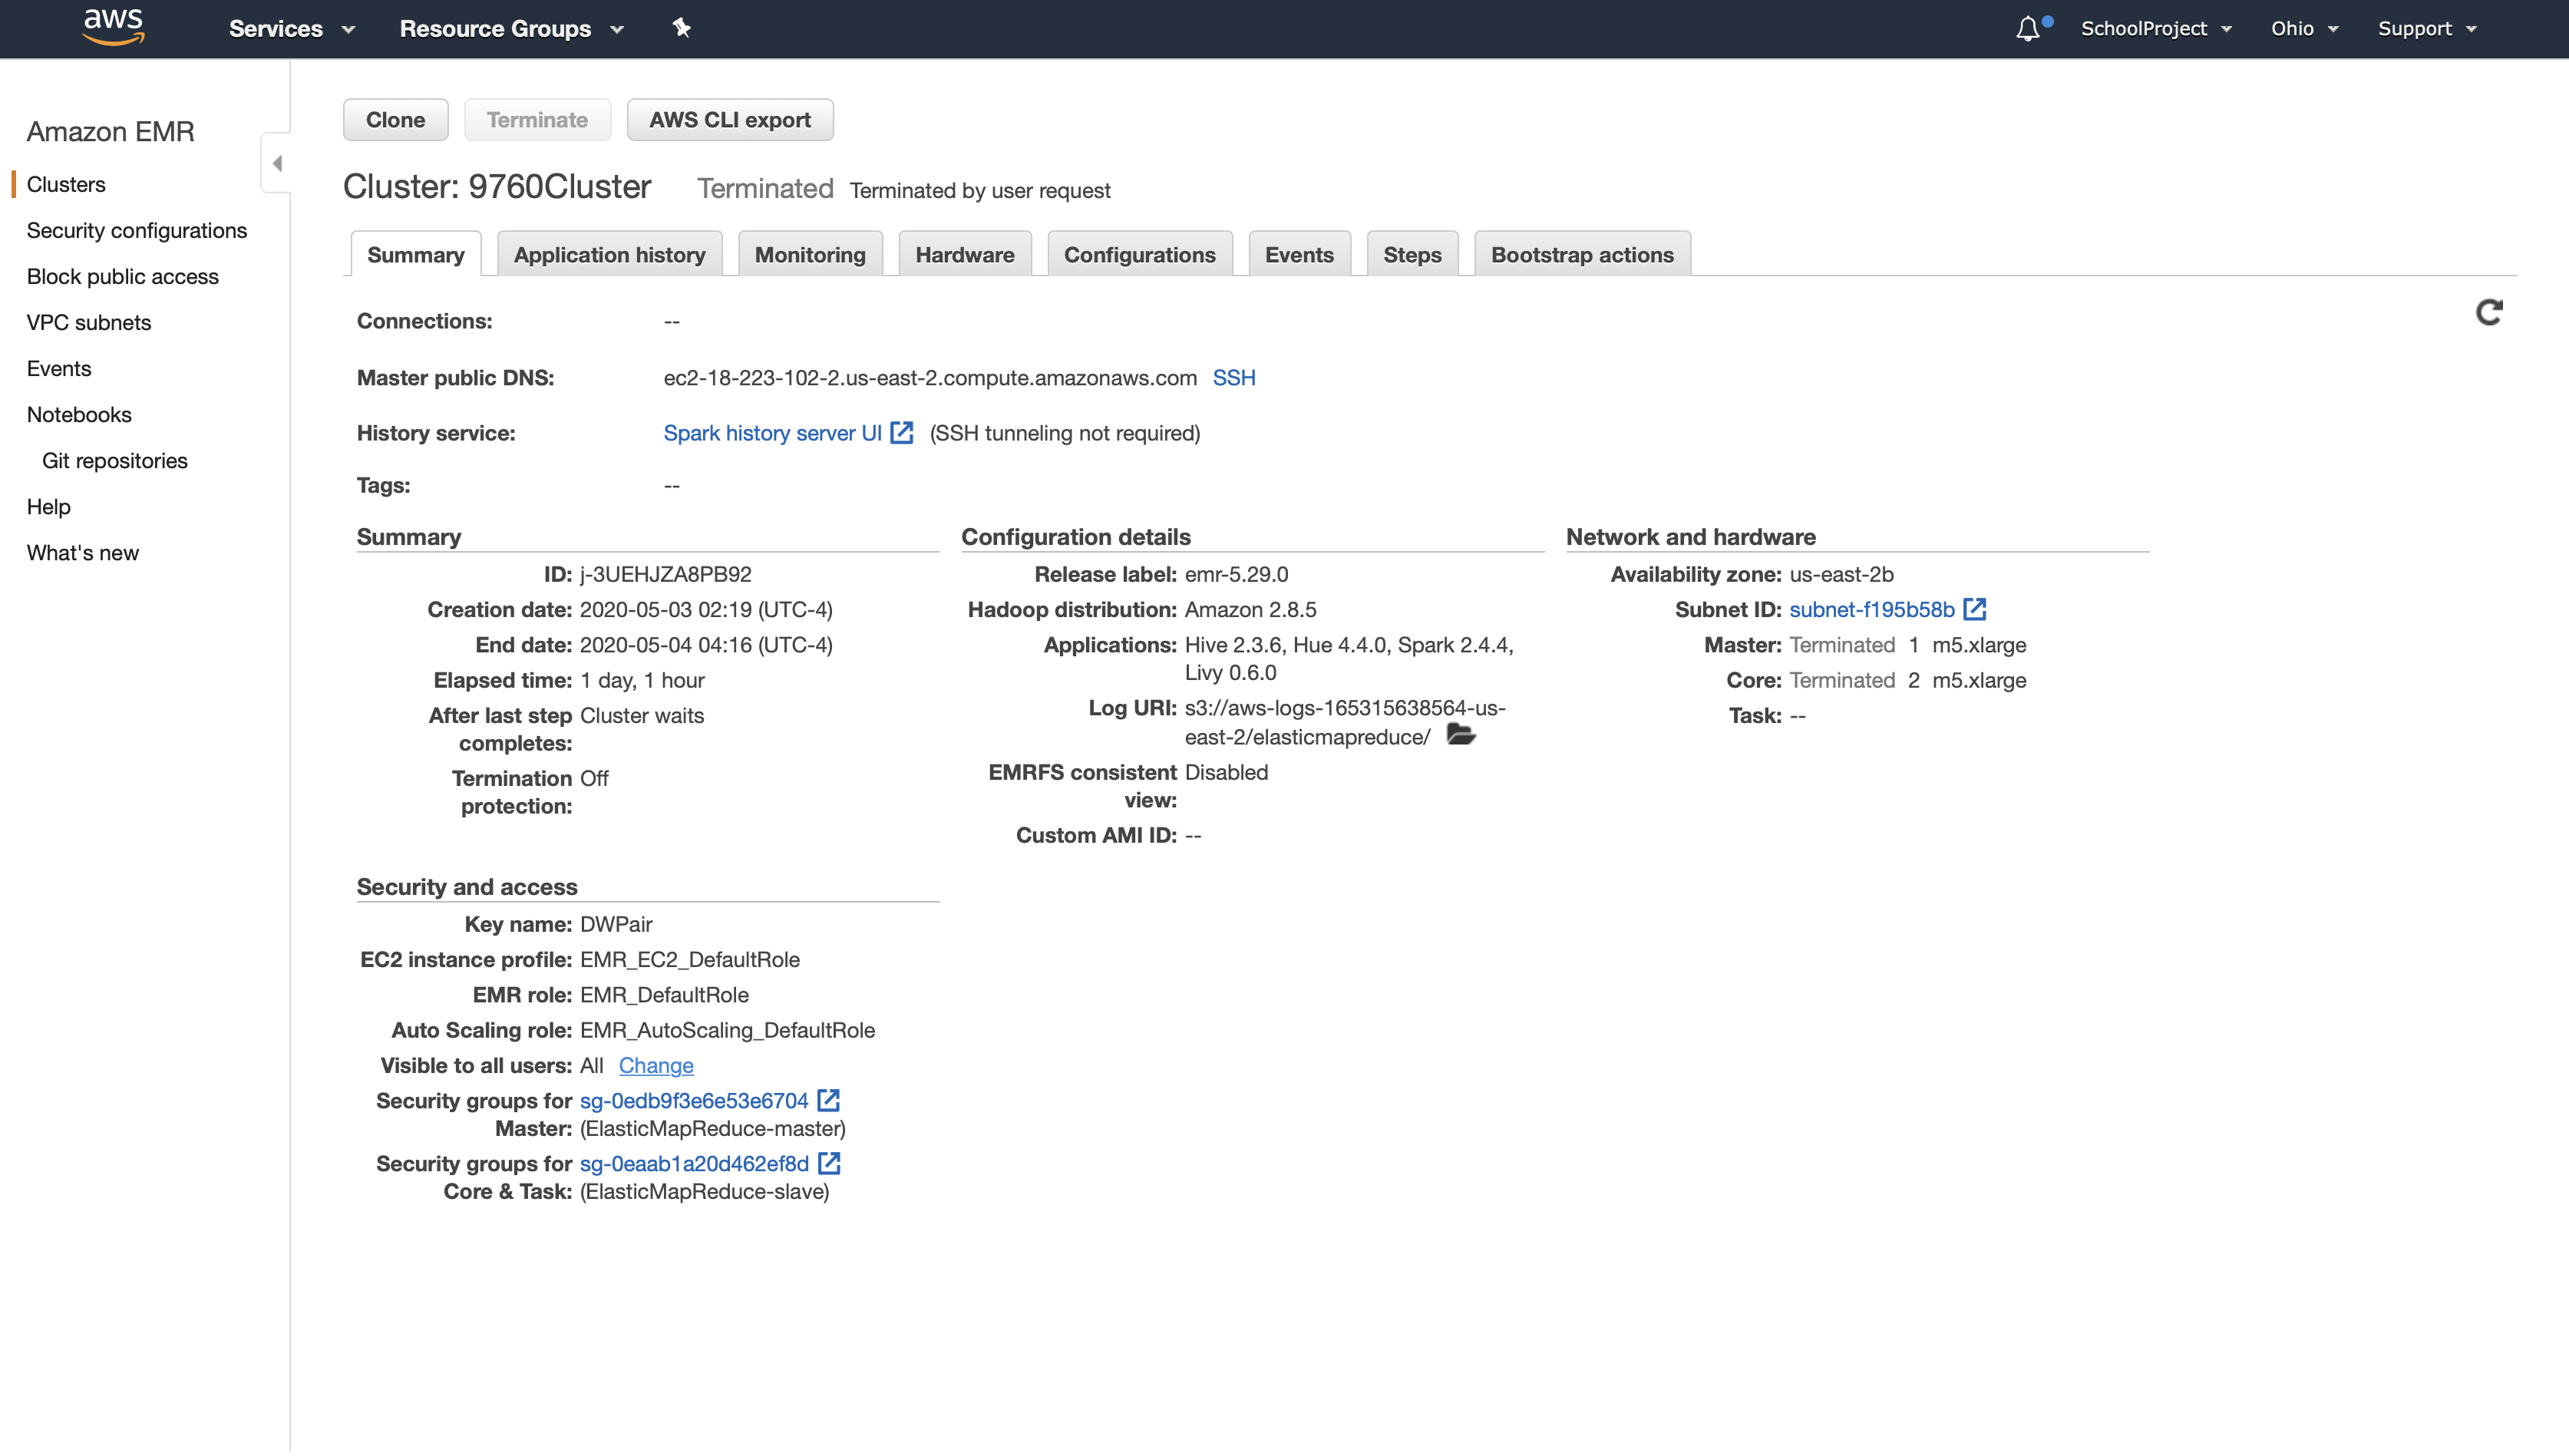 aws Services Resource Groups SchoolProject Ohio Support
Amazon EMR
Clusters
Security configurations
Block public access
VPC subnets
Events
Notebooks
Git repositories
Help
What's new
Clone Terminate AWS CLI export
Cluster: 9760Cluster Terminated Terminated by user request
Summary Application history Monitoring Hardware Configurations Events Steps Bootstrap actions
Connections: --
Master public DNS: ec2-18-223-102-2.us-east-2.compute.amazonaws.com SSH
History service: Spark history server UI (SSH tunneling not required)
Tags: --
Summary
ID: j-3UEHJZA8PB92
Creation date: 2020-05-03 02:19 (UTC-4)
End date: 2020-05-04 04:16 (UTC-4)
Elapsed time: 1 day, 1 hour
After last step Cluster waits
completes:
Termination Off
protection:
Configuration details
Release label: emr-5.29.0
Hadoop distribution: Amazon 2.8.5
Applications: Hive 2.3.6, Hue 4.4.0, Spark 2.4.4,
Livy 0.6.0
Log URI: s3://aws-logs-165315638564-us-
east-2/elasticmapreduce/
EMRFS consistent Disabled
view:
Custom AMI ID: --
Network and hardware
Availability zone: us-east-2b
Subnet ID: subnet-f195b58b
Master: Terminated 1 m5.xlarge
Core: Terminated 2 m5.xlarge
Task: --
Security and access
Key name: DWPair
EC2 instance profile: EMR_EC2_DefaultRole
EMR role: EMR_DefaultRole
Auto Scaling role: EMR_AutoScaling_DefaultRole
Visible to all users: All Change
Security groups for sg-0edb9f3e6e53e6704
Master: (ElasticMapReduce-master)
Security groups for sg-0eaab1a20d462ef8d
Core & Task: (ElasticMapReduce-slave)